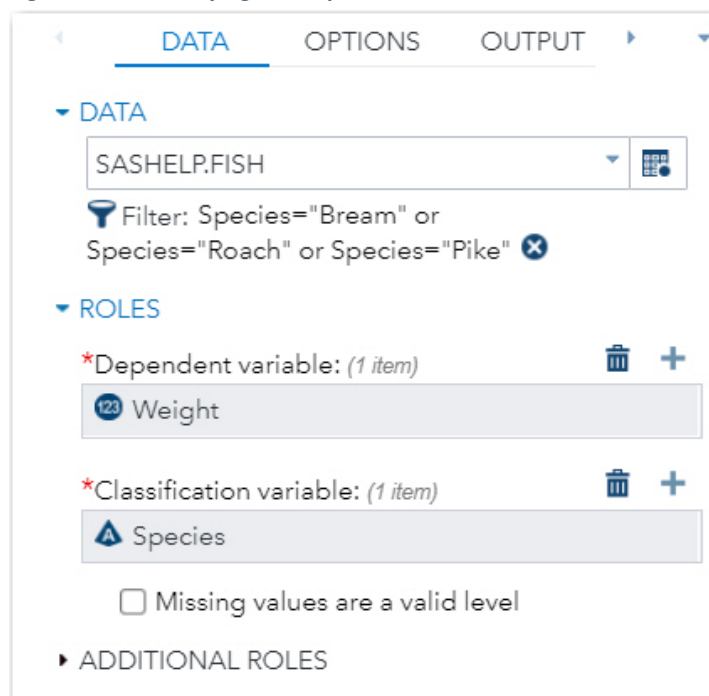 DATA OPTIONS OUTPUT
DATA
SASHELP.FISH
Filter: Species="Bream" or
Species="Roach" or Species="Pike"
ROLES
*Dependent variable: (1 item)
123 Weight
*Classification variable: (1 item)
A Species
Missing values are a valid level
ADDITIONAL ROLES